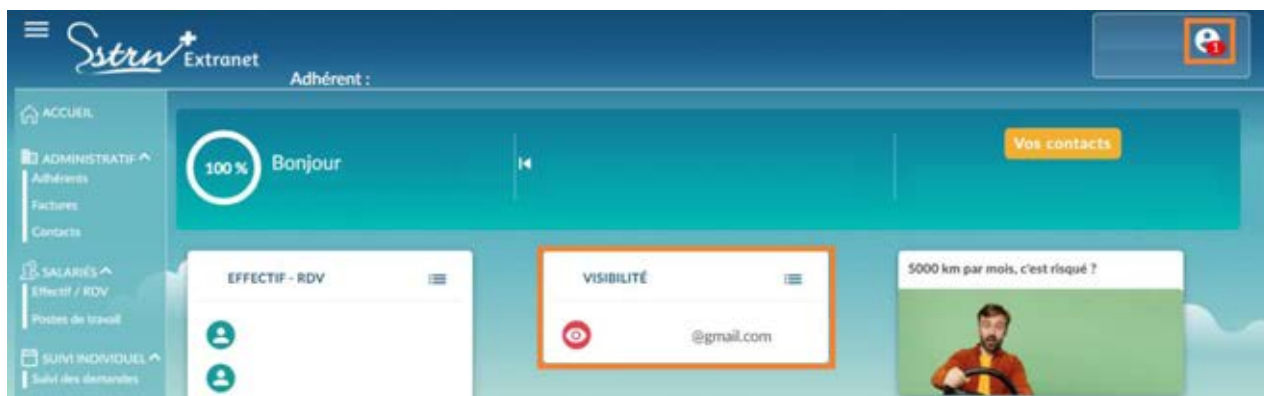 Sstrn Extranet
Adhérent :
1
ACCUEIL
ADMINISTRATIF
Adhérents
Factures
Contacts
SALARIÉS
Effectif / RDV
Postes de travail
SUIVI INDIVIDUEL
Suivi des demandes
100 %
Bonjour
Vos contacts
EFFECTIF - RDV
VISIBILITÉ
@gmail.com
5000 km par mois, c'est risqué ?